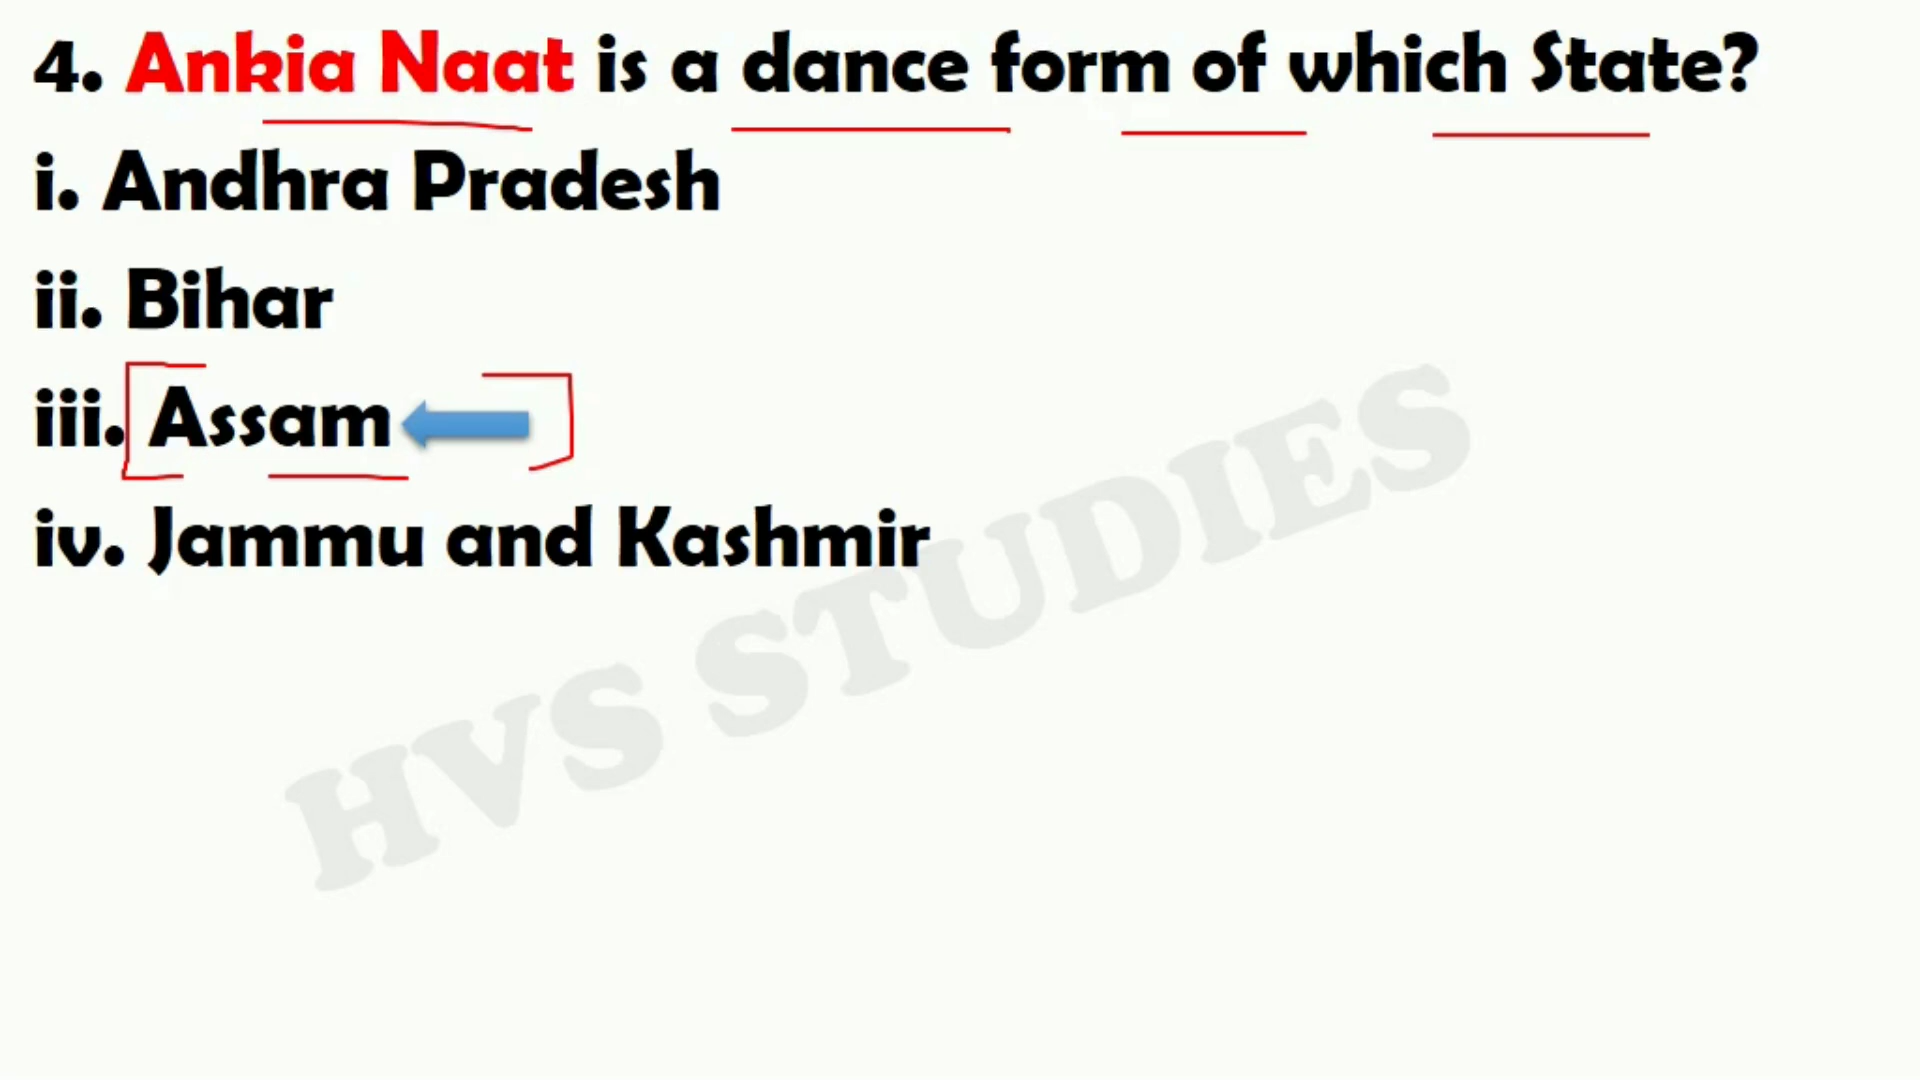 4. Ankia Naat is a dance form of which State?
i. Andhra Pradesh
ii. Bihar
iii. Assam
iv. Jammu and Kashmir
HVS STUDIES